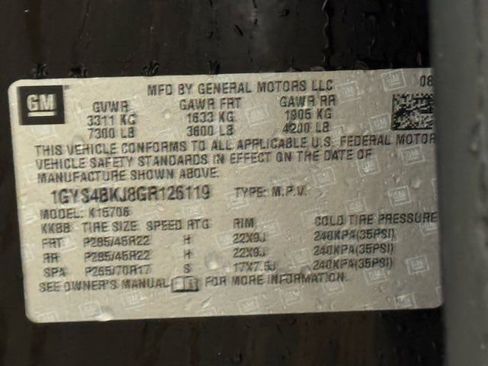 GM
MFD BY GENERAL MOTORS LLC 08
GVWR GAWR FRT GAWR RR
3311 KG 1633 KG 1905 KG
7300 LB 3600 LB 4200 LB
THIS VEHICLE CONFORMS TO ALL APPLICABLE U.S. FEDERAL MOTOR
VEHICLE SAFETY STANDARDS IN EFFECT ON THE DATE OF
MANUFACTURE SHOWN ABOVE.
1GYS4BKJ8GR126119 TYPE: M.P.V.
MODEL: K15706
KKBB TIRE SIZE SPEED RTG RIM COLD TIRE PRESSURE
FRT P285/45R22 H 22X9J 240KPA(35PSI)
RR P285/45R22 H 22X9J 240KPA(35PSI)
SPA P265/70R17 S 17X7.5J 240KPA(35PSI)
SEE OWNER'S MANUAL FOR MORE INFORMATION.